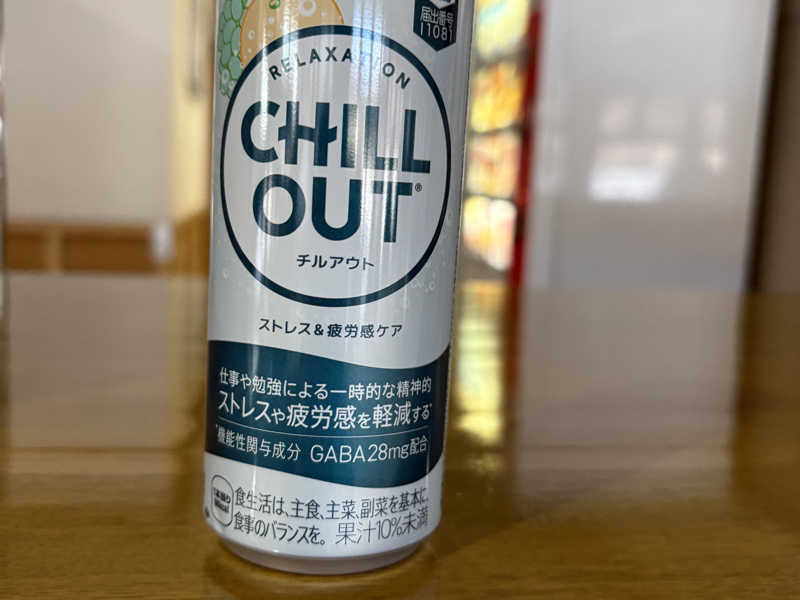 届出番号
I1081
RELAXATION
CHILL
OUT®
チルアウト
ストレス&疲労感ケア
仕事や勉強による一時的な精神的
ストレスや疲労感を軽減する*
*機能性関与成分 GABA28mg配合
食生活は、主食、主菜、副菜を基本に、
食事のバランスを。果汁10%未満